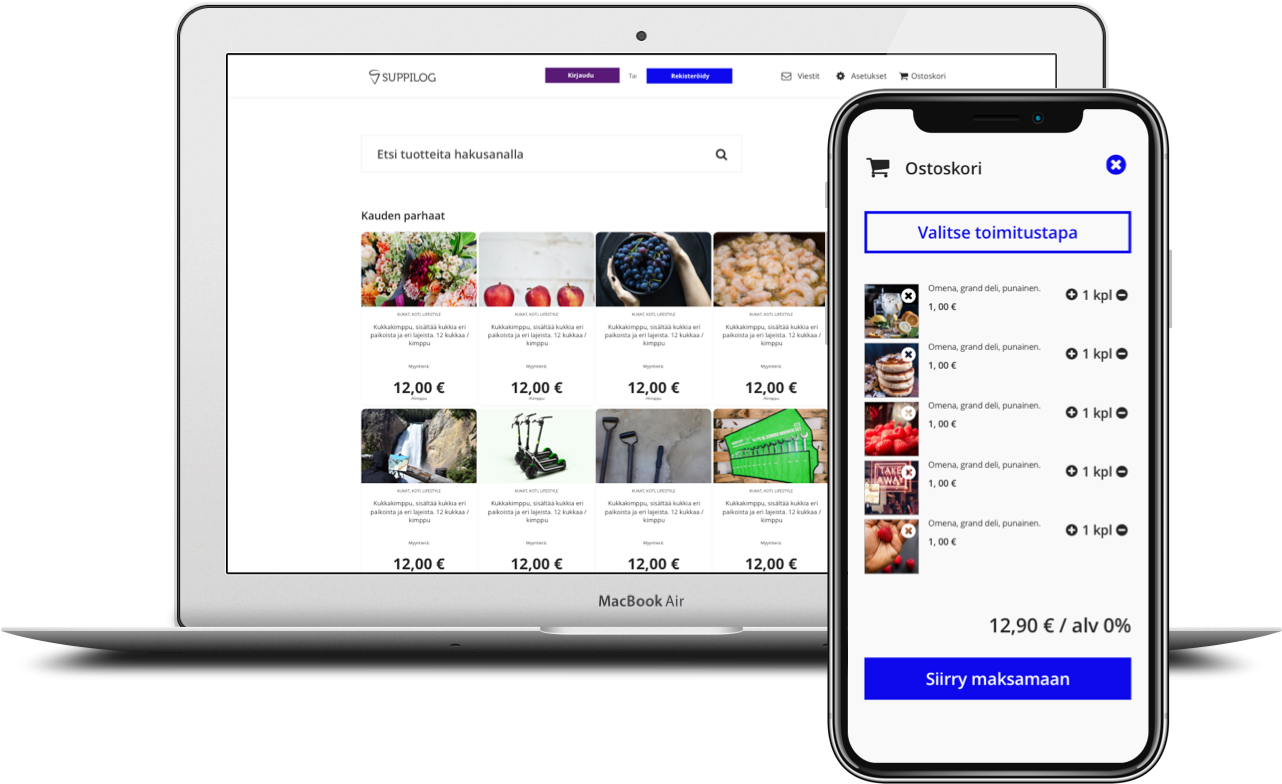 SUPPILOG
Kirjaudu
Tai
Rekisteröidy
Viestit
Asetukset
Ostoskori
Etsi tuotteita hakusanalla
Kauden parhaat
KUKAT, KOTI, LIFESTYLE
Kukkakimppu, sisältää kukkia eri
paikoista ja eri lajeista. 12 kukkaa /
kimppu
Myyntierä:
12,00 €
/Kimppu
KUKAT, KOTI, LIFESTYLE
Kukkakimppu, sisältää kukkia eri
paikoista ja eri lajeista. 12 kukkaa /
kimppu
Myyntierä:
12,00 €
/Kimppu
KUKAT, KOTI, LIFESTYLE
Kukkakimppu, sisältää kukkia eri
paikoista ja eri lajeista. 12 kukkaa /
kimppu
Myyntierä:
12,00 €
/Kimppu
KUKAT, KOTI, LIFESTYLE
Kukkakimppu, sisältää kukkia eri
paikoista ja eri lajeista. 12 kukkaa /
kimppu
Myyntierä:
12,00 €
/Kimppu
KUKAT, KOTI, LIFESTYLE
Kukkakimppu, sisältää kukkia eri
paikoista ja eri lajeista. 12 kukkaa /
kimppu
Myyntierä:
12,00 €
KUKAT, KOTI, LIFESTYLE
Kukkakimppu, sisältää kukkia eri
paikoista ja eri lajeista. 12 kukkaa /
kimppu
Myyntierä:
12,00 €
KUKAT, KOTI, LIFESTYLE
Kukkakimppu, sisältää kukkia eri
paikoista ja eri lajeista. 12 kukkaa /
kimppu
Myyntierä:
12,00 €
KUKAT, KOTI, LIFESTYLE
Kukkakimppu, sisältää kukkia eri
paikoista ja eri lajeista. 12 kukkaa /
kimppu
Myyntierä:
12,00 €
MacBook Air
Ostoskori
Valitse toimitustapa
Omena, grand deli, punainen.
1, 00 €
1 kpl
Omena, grand deli, punainen.
1, 00 €
1 kpl
Omena, grand deli, punainen.
1, 00 €
1 kpl
TAKE
AWAY
Omena, grand deli, punainen.
1, 00 €
1 kpl
Omena, grand deli, punainen.
1, 00 €
1 kpl
12,90 € / alv 0%
Siirry maksamaan